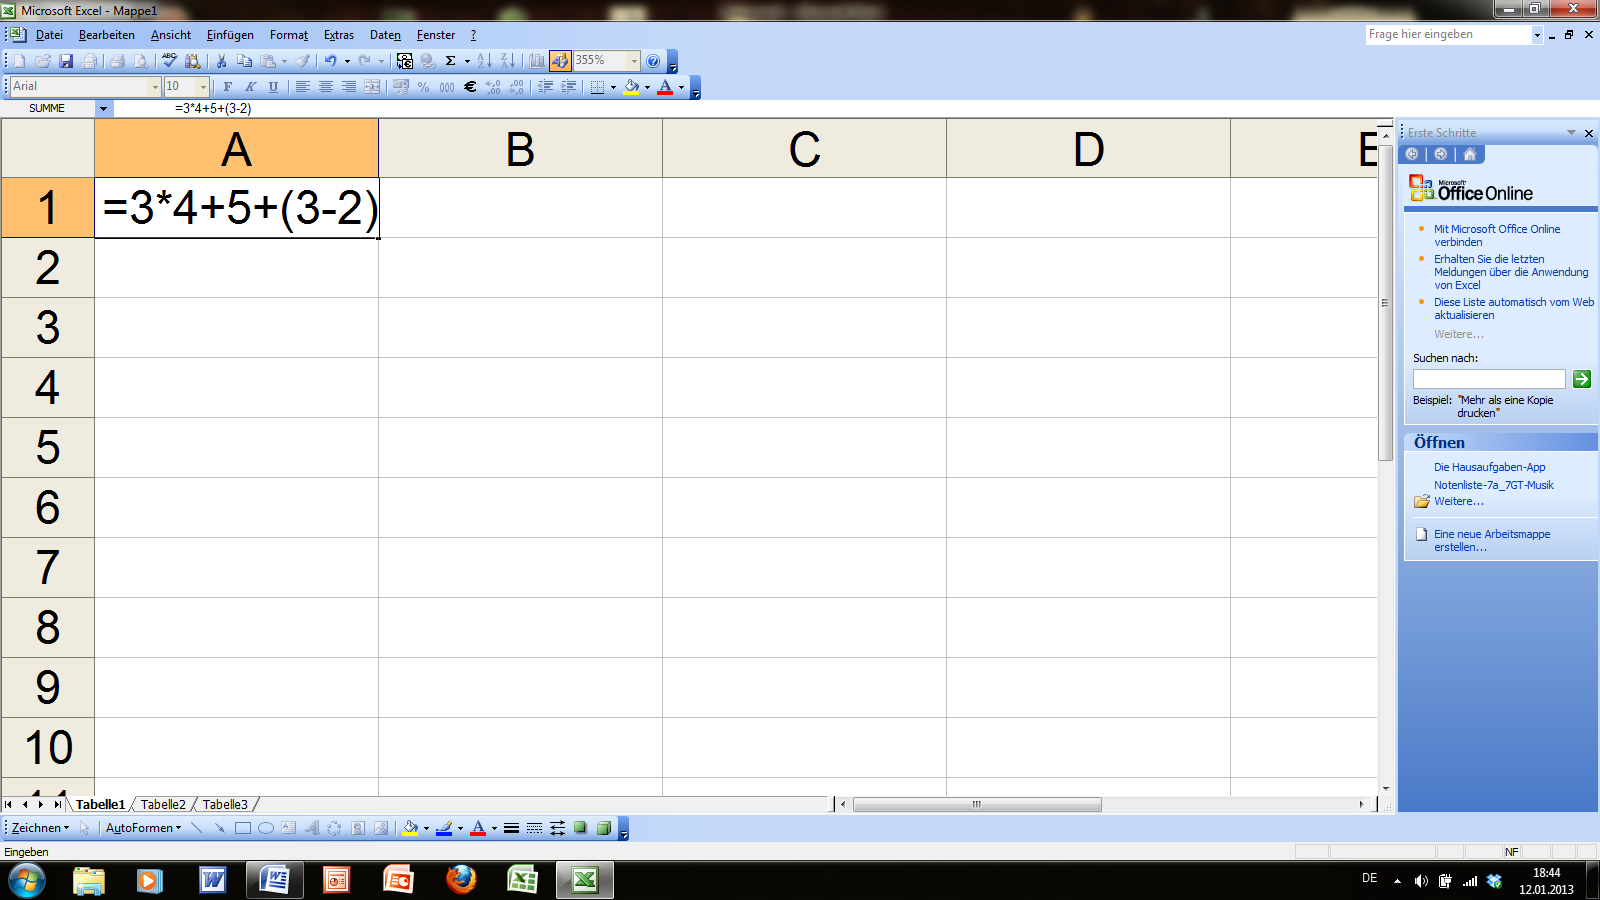 Microsoft Excel - Mappe1
Datei Bearbeiten Ansicht Einfügen Format Extras Daten Fenster ?
Frage hier eingeben
355%
Arial 10 F K U % 000 €
SUMME =3*4+5+(3-2)
A B C D E
1 =3*4+5+(3-2)
2
3
4
5
6
7
8
9
10
11
Erste Schritte
Microsoft
Office Online
Mit Microsoft Office Online
verbinden
Erhalten Sie die letzten
Meldungen über die Anwendung
von Excel
Diese Liste automatisch vom Web
aktualisieren
Weitere...
Suchen nach:
Beispiel: "Mehr als eine Kopie
drucken"
Öffnen
Die Hausaufgaben-App
Notenliste-7a_7GT-Musik
Weitere...
Eine neue Arbeitsmappe
erstellen...
Tabelle1 Tabelle2 Tabelle3
Zeichnen AutoFormen
Eingeben
NF
DE
18:44
12.01.2013